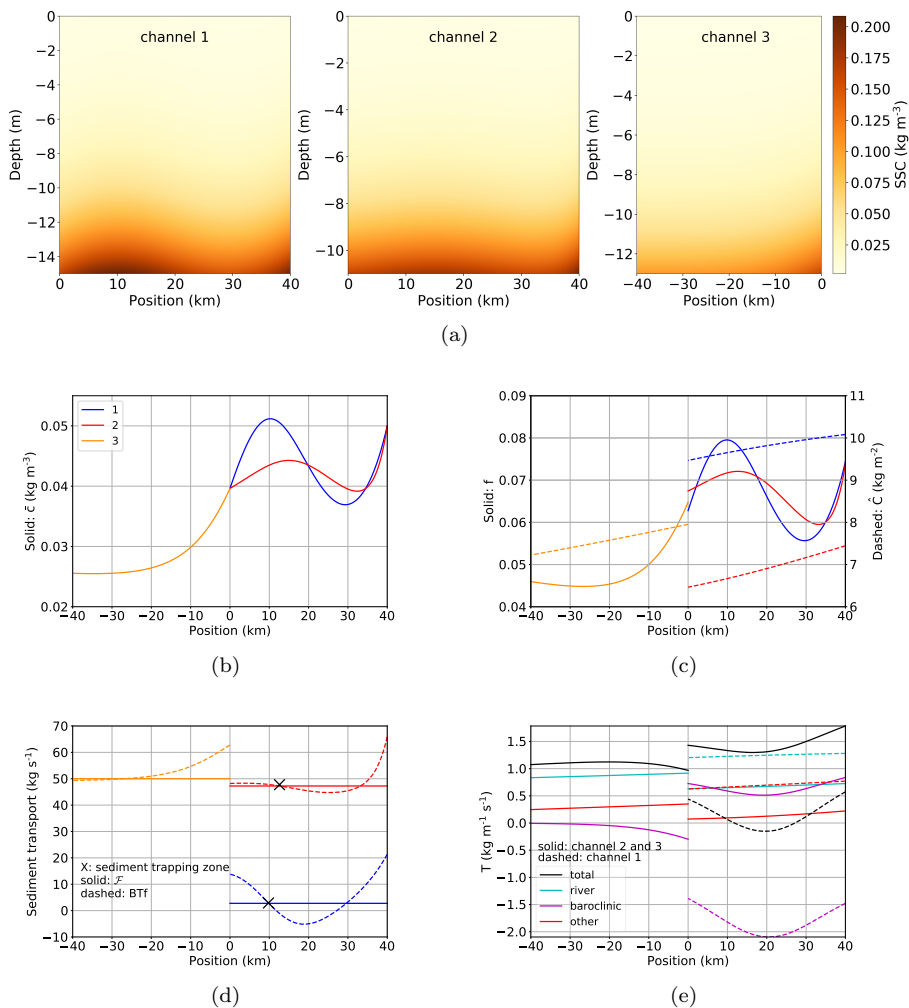 channel 1
channel 2
channel 3
0
−2
−4
−6
−8
−10
−12
−14
Depth (m)
0 10 20 30 40
Position (km)
0
−2
−4
−6
−8
−10
Depth (m)
0 10 20 30 40
Position (km)
0
−2
−4
−6
−8
−10
−12
Depth (m)
−40 −30 −20 −10 0
Position (km)
0.200
0.175
0.150
0.125
0.100
0.075
0.050
0.025
SSC (kg m⁻³)
(a)
0.05
0.04
0.03
0.02
Solid: c̄ (kg m⁻³)
1
2
3
−40 −30 −20 −10 0 10 20 30 40
Position (km)
(b)
0.09
0.08
0.07
0.06
0.05
0.04
Solid: f
11
10
9
8
7
6
Dashed: Ĉ (kg m⁻²)
−40 −30 −20 −10 0 10 20 30 40
Position (km)
(c)
70
60
50
40
30
20
10
0
−10
Sediment transport (kg s⁻¹)
X: sediment trapping zone
solid: ℱ
dashed: BTf
−40 −30 −20 −10 0 10 20 30 40
Position (km)
(d)
1.5
1.0
0.5
0.0
−0.5
−1.0
−1.5
−2.0
T (kg m⁻¹ s⁻¹)
solid: channel 2 and 3
dashed: channel 1
total
river
baroclinic
other
−40 −30 −20 −10 0 10 20 30 40
Position (km)
(e)